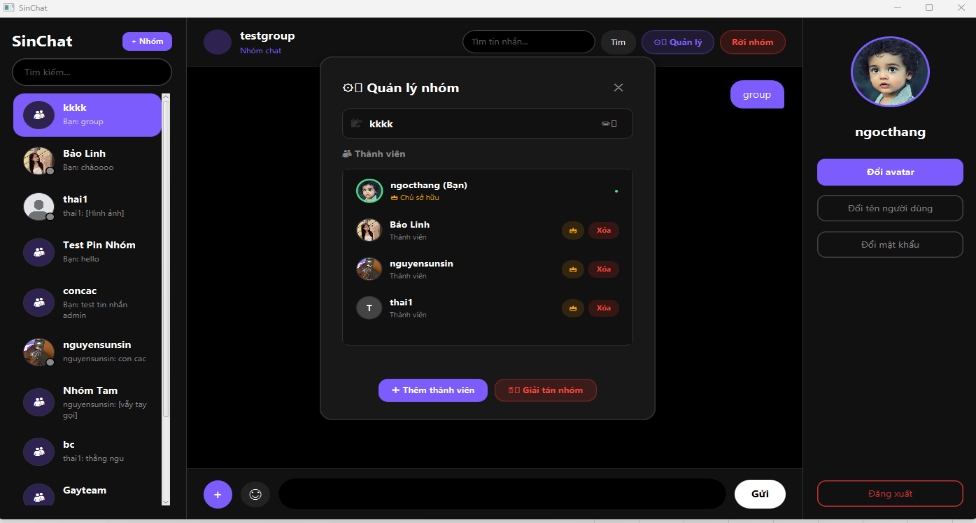 SinChat
SinChat
+ Nhóm
Tìm kiếm...
kkkk
Bạn: group
Bảo Linh
Bạn: chàoooo
thai1
thai1: [Hình ảnh]
Test Pin Nhóm
Bạn: hello
concac
Bạn: test tin nhắn
admin
nguyensunsin
nguyensunsin: con cac
Nhóm Tam
nguyensunsin: [vẫy tay
gọi]
bc
thai1: thằng ngu
Gayteam
testgroup
Nhóm chat
Tìm tin nhắn...
Tìm
Quản lý
Rời nhóm
group
Quản lý nhóm
kkkk
Thành viên
ngocthang (Bạn)
Chủ sở hữu
Bảo Linh
Thành viên
Xóa
nguyensunsin
Thành viên
Xóa
T
thai1
Thành viên
Xóa
+ Thêm thành viên
Giải tán nhóm
+
Gửi
ngocthang
Đổi avatar
Đổi tên người dùng
Đổi mật khẩu
Đăng xuất